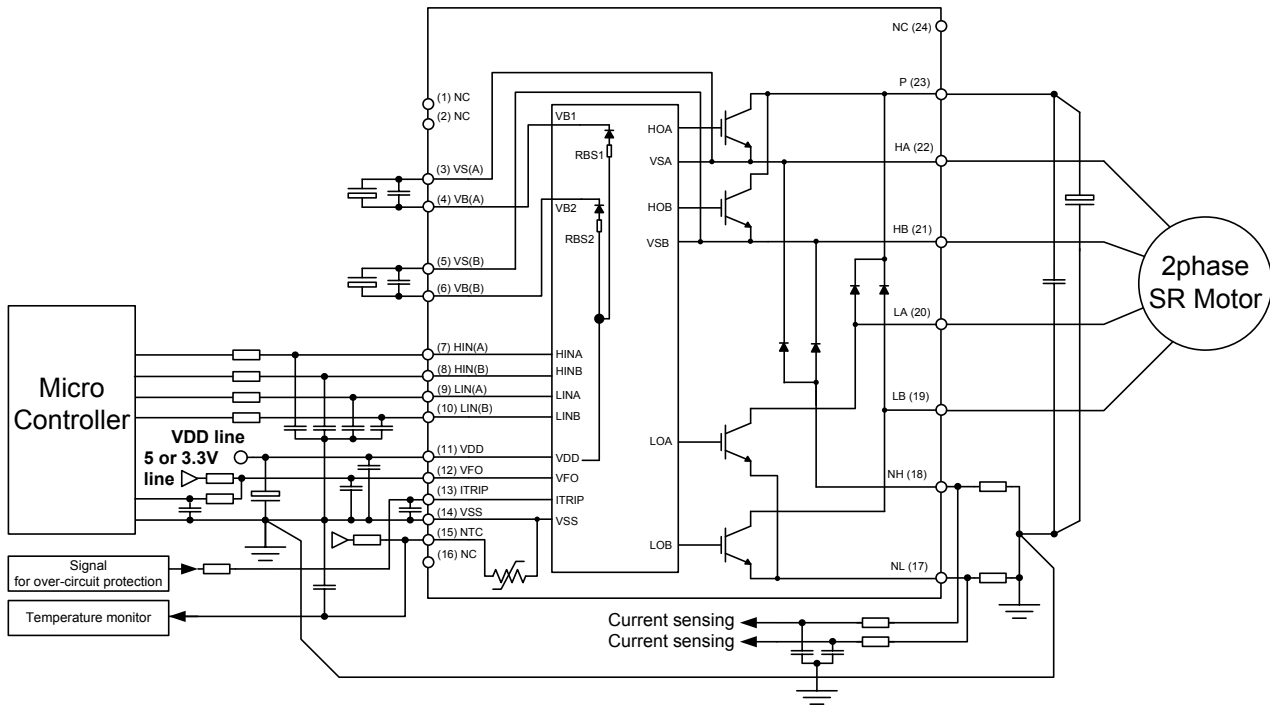 NC (24)
P (23)
HA (22)
HB (21)
LA (20)
LB (19)
NH (18)
NL (17)
(1) NC
(2) NC
(3) VS(A)
(4) VB(A)
(5) VS(B)
(6) VB(B)
(7) HIN(A)
(8) HIN(B)
(9) LIN(A)
(10) LIN(B)
(11) VDD
(12) VFO
(13) ITRIP
(14) VSS
(15) NTC
(16) NC
VB1
RBS1
VB2
RBS2
HINA
HINB
LINA
LINB
VDD
VFO
ITRIP
VSS
HOA
VSA
HOB
VSB
LOA
LOB
2phase
SR Motor
Micro
Controller
VDD line
5 or 3.3V
line
Signal
for over-circuit protection
Temperature monitor
Current sensing
Current sensing